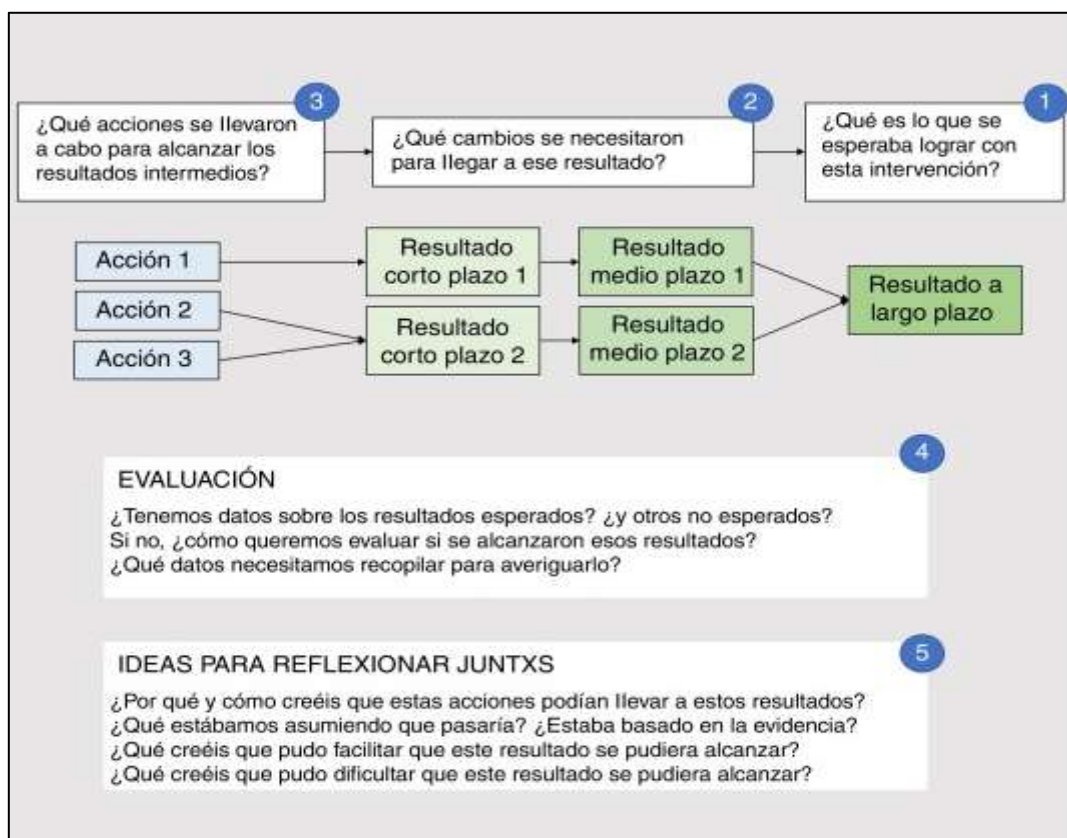 3
¿Qué acciones se llevaron
a cabo para alcanzar los
resultados intermedios?
2
¿Qué cambios se necesitaron
para llegar a ese resultado?
1
¿Qué es lo que se
esperaba lograr con
esta intervención?
Acción 1
Acción 2
Acción 3
Resultado
corto plazo 1
Resultado
corto plazo 2
Resultado
medio plazo 1
Resultado
medio plazo 2
Resultado a
largo plazo
4
EVALUACIÓN
¿Tenemos datos sobre los resultados esperados? ¿y otros no esperados?
Si no, ¿cómo queremos evaluar si se alcanzaron esos resultados?
¿Qué datos necesitamos recopilar para averiguarlo?
5
IDEAS PARA REFLEXIONAR JUNTXS
¿Por qué y cómo creéis que estas acciones podían llevar a estos resultados?
¿Qué estábamos asumiendo que pasaría? ¿Estaba basado en la evidencia?
¿Qué creéis que pudo facilitar que este resultado se pudiera alcanzar?
¿Qué creéis que pudo dificultar que este resultado se pudiera alcanzar?